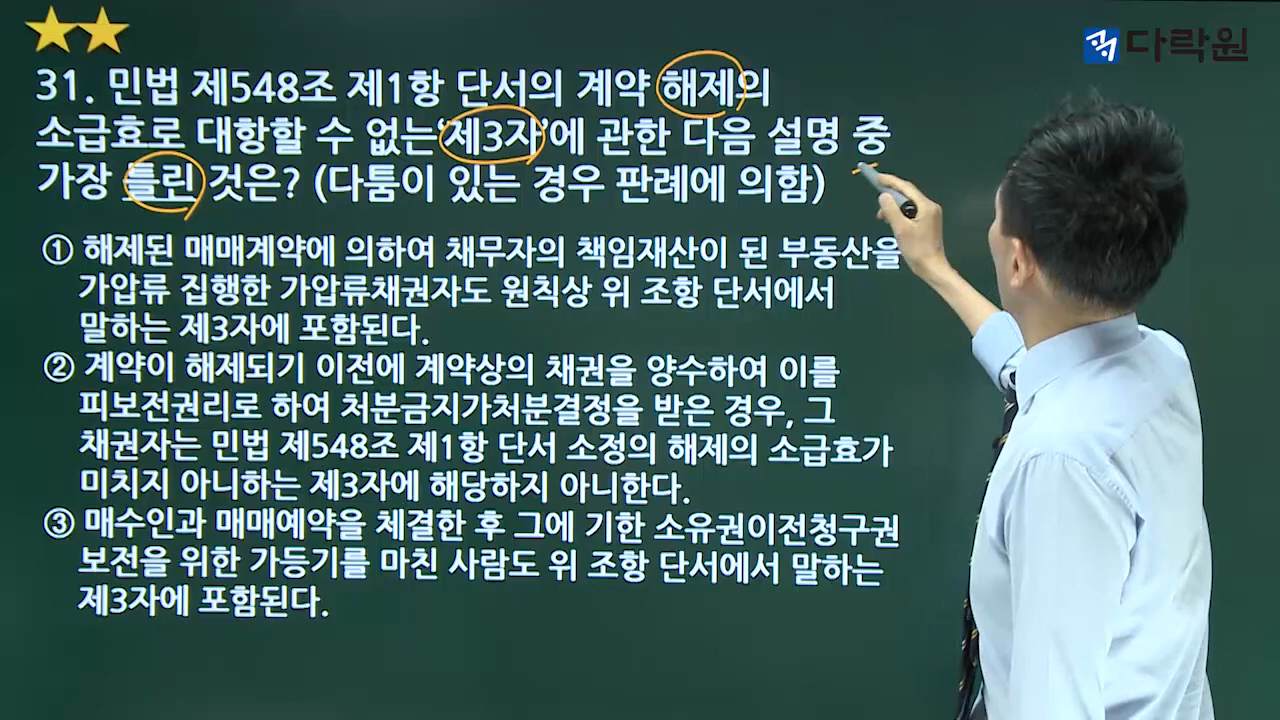 다락원
31. 민법 제548조 제1항 단서의 계약 해제의
소급효로 대항할 수 없는 '제3자'에 관한 다음 설명 중
가장 틀린 것은? (다툼이 있는 경우 판례에 의함)
① 해제된 매매계약에 의하여 채무자의 책임재산이 된 부동산을
가압류 집행한 가압류채권자도 원칙상 위 조항 단서에서
말하는 제3자에 포함된다.
② 계약이 해제되기 이전에 계약상의 채권을 양수하여 이를
피보전권리로 하여 처분금지가처분결정을 받은 경우, 그
채권자는 민법 제548조 제1항 단서 소정의 해제의 소급효가
미치지 아니하는 제3자에 해당하지 아니한다.
③ 매수인과 매매예약을 체결한 후 그에 기한 소유권이전청구권
보전을 위한 가등기를 마친 사람도 위 조항 단서에서 말하는
제3자에 포함된다.